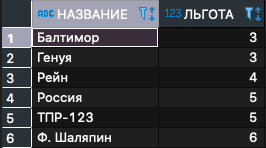 ABC НАЗВАНИЕ 123 ЛЬГОТА
1 Балтимор 3
2 Генуя 3
3 Рейн 4
4 Россия 5
5 ТПР-123 5
6 Ф. Шаляпин 6